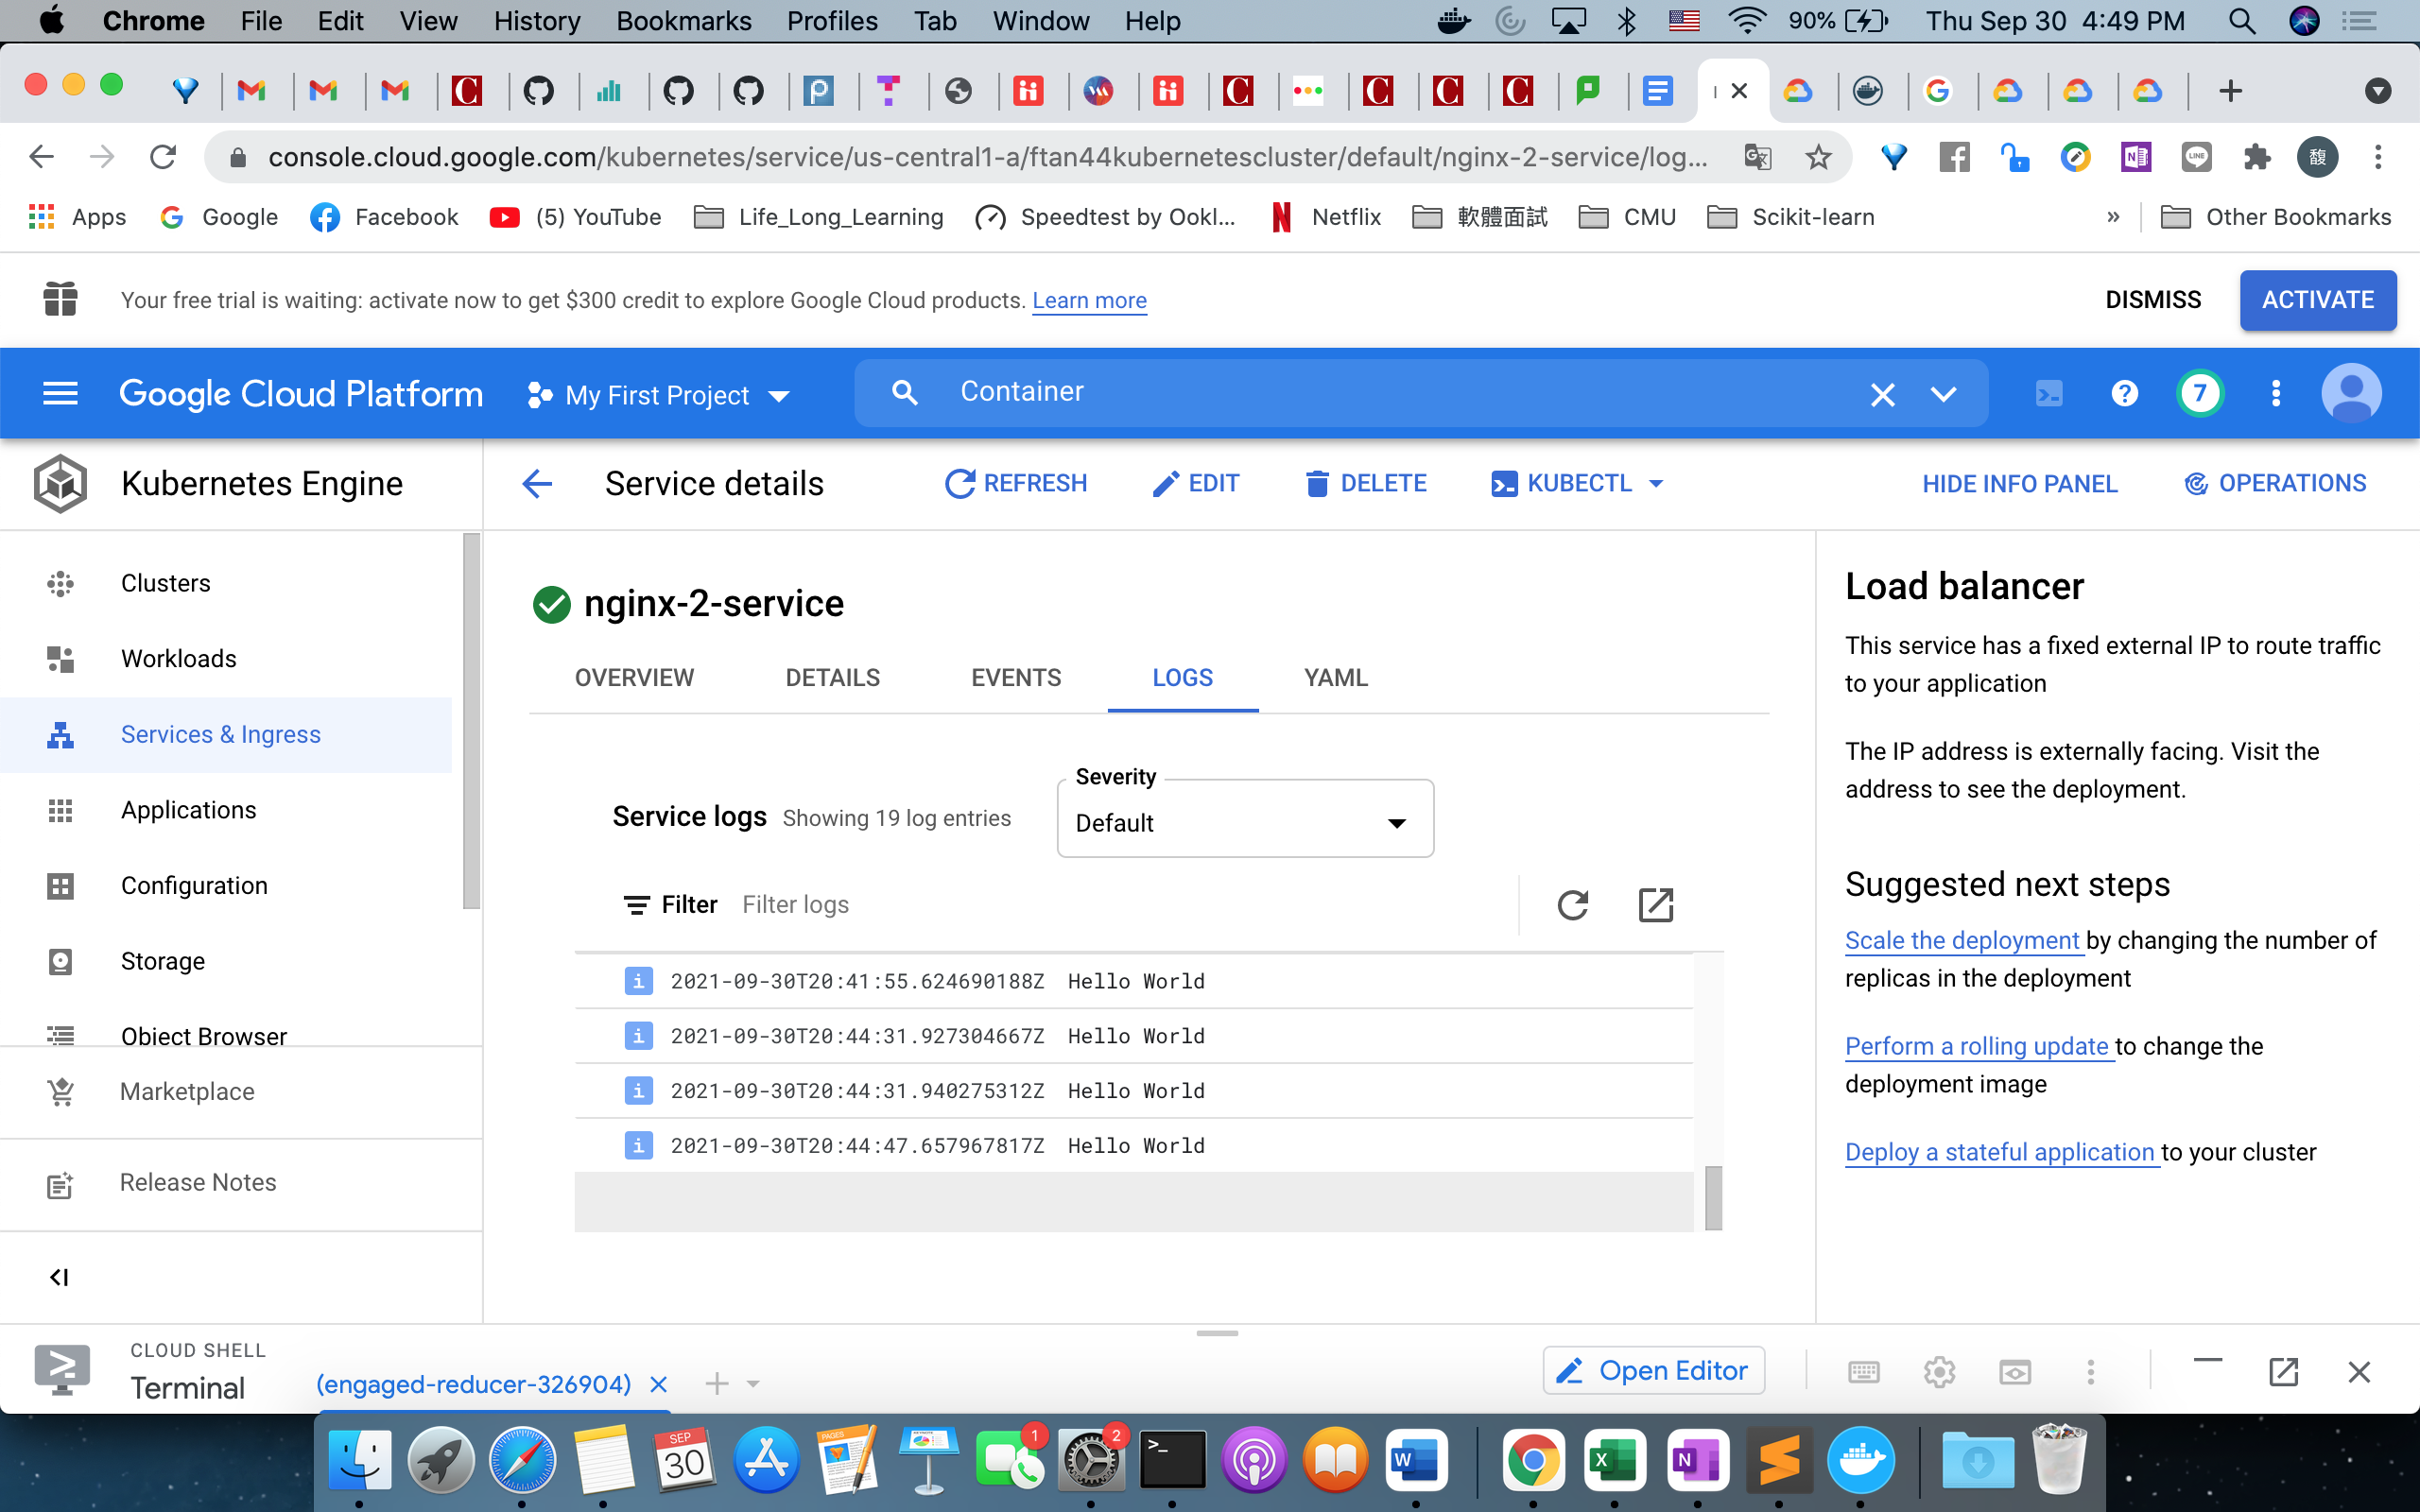 Chrome File Edit View History Bookmarks Profiles Tab Window Help 90% Thu Sep 30 4:49 PM
console.cloud.google.com/kubernetes/service/us-central1-a/ftan44kubernetescluster/default/nginx-2-service/log... 馥
Apps Google Facebook (5) YouTube Life_Long_Learning Speedtest by Ookl... Netflix 軟體面試 CMU Scikit-learn » Other Bookmarks
Your free trial is waiting: activate now to get $300 credit to explore Google Cloud products. Learn more DISMISS ACTIVATE
Google Cloud Platform My First Project Container 7
Kubernetes Engine
Service details REFRESH EDIT DELETE KUBECTL HIDE INFO PANEL OPERATIONS
Clusters
Workloads
Services & Ingress
Applications
Configuration
Storage
Object Browser
Marketplace
Release Notes
nginx-2-service
OVERVIEW DETAILS EVENTS LOGS YAML
Service logs Showing 19 log entries
Severity
Default
Filter Filter logs
i 2021-09-30T20:41:55.624690188Z Hello World
i 2021-09-30T20:44:31.927304667Z Hello World
i 2021-09-30T20:44:31.940275312Z Hello World
i 2021-09-30T20:44:47.657967817Z Hello World
Load balancer
This service has a fixed external IP to route traffic
to your application
The IP address is externally facing. Visit the
address to see the deployment.
Suggested next steps
Scale the deployment by changing the number of
replicas in the deployment
Perform a rolling update to change the
deployment image
Deploy a stateful application to your cluster
CLOUD SHELL
Terminal (engaged-reducer-326904) Open Editor
SEP
30
PAGES
1
2
W
X
N